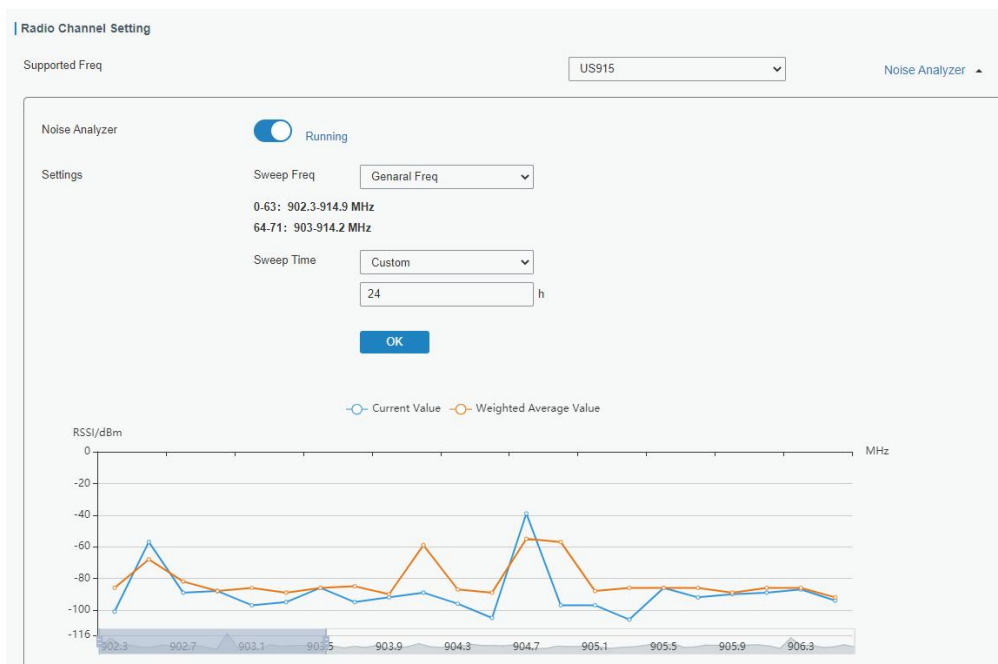 Radio Channel Setting
Supported Freq US915 Noise Analyzer
Noise Analyzer Running
Settings Sweep Freq Genaral Freq
0-63: 902.3-914.9 MHz
64-71: 903-914.2 MHz
Sweep Time Custom
24 h
OK
Current Value Weighted Average Value
RSSI/dBm
0 MHz
-20
-40
-60
-80
-100
-116
902.3 902.7 903.1 903.5 903.9 904.3 904.7 905.1 905.5 905.9 906.3